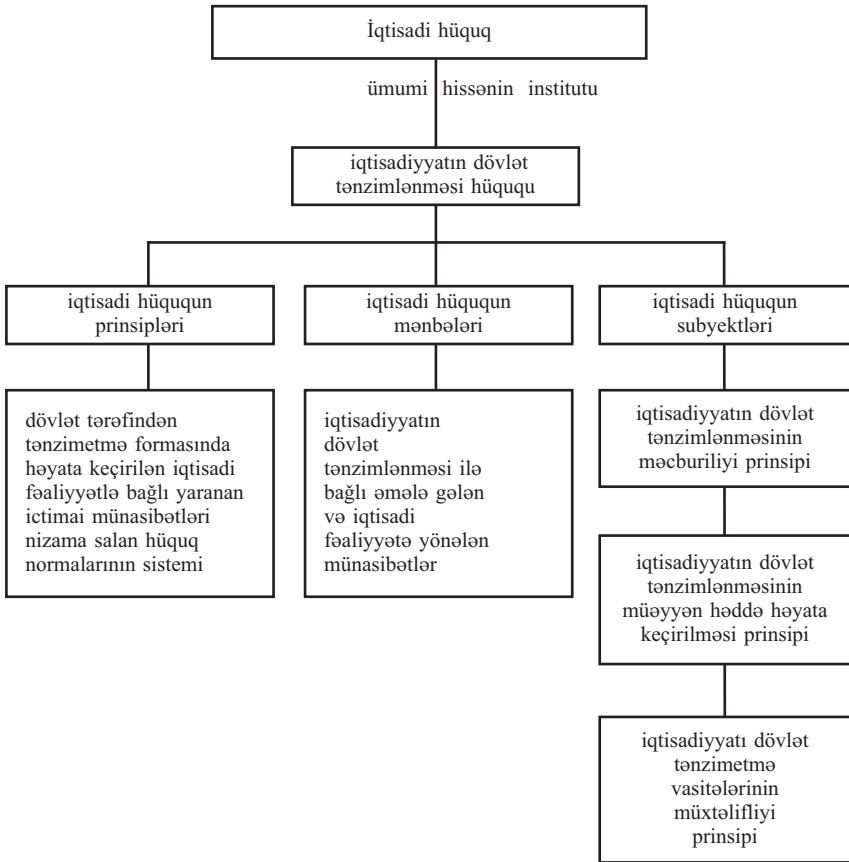 İqtisadi hüquq
ümumi hissənin institutu
iqtisadiyyatın dövlət
tənzimlənməsi hüququ
iqtisadi hüququn
prinsipləri
iqtisadi hüququn
mənbələri
iqtisadi hüququn
subyektləri
dövlət tərəfindən
tənzimetmə formasında
həyata keçirilən iqtisadi
fəaliyyətlə bağlı yaranan
ictimai münasibətləri
nizama salan hüquq
normalarının sistemi
iqtisadiyyatın
dövlət
tənzimlənməsi ilə
bağlı əmələ gələn
və iqtisadi
fəaliyyətə yönələn
münasibətlər
iqtisadiyyatın dövlət
tənzimlənməsinin
məcburiliyi prinsipi
iqtisadiyyatın dövlət
tənzimlənməsinin
müəyyən həddə həyata
keçirilməsi prinsipi
iqtisadiyyatı dövlət
tənzimetmə
vasitələrinin
müxtəlifliyi
prinsipi